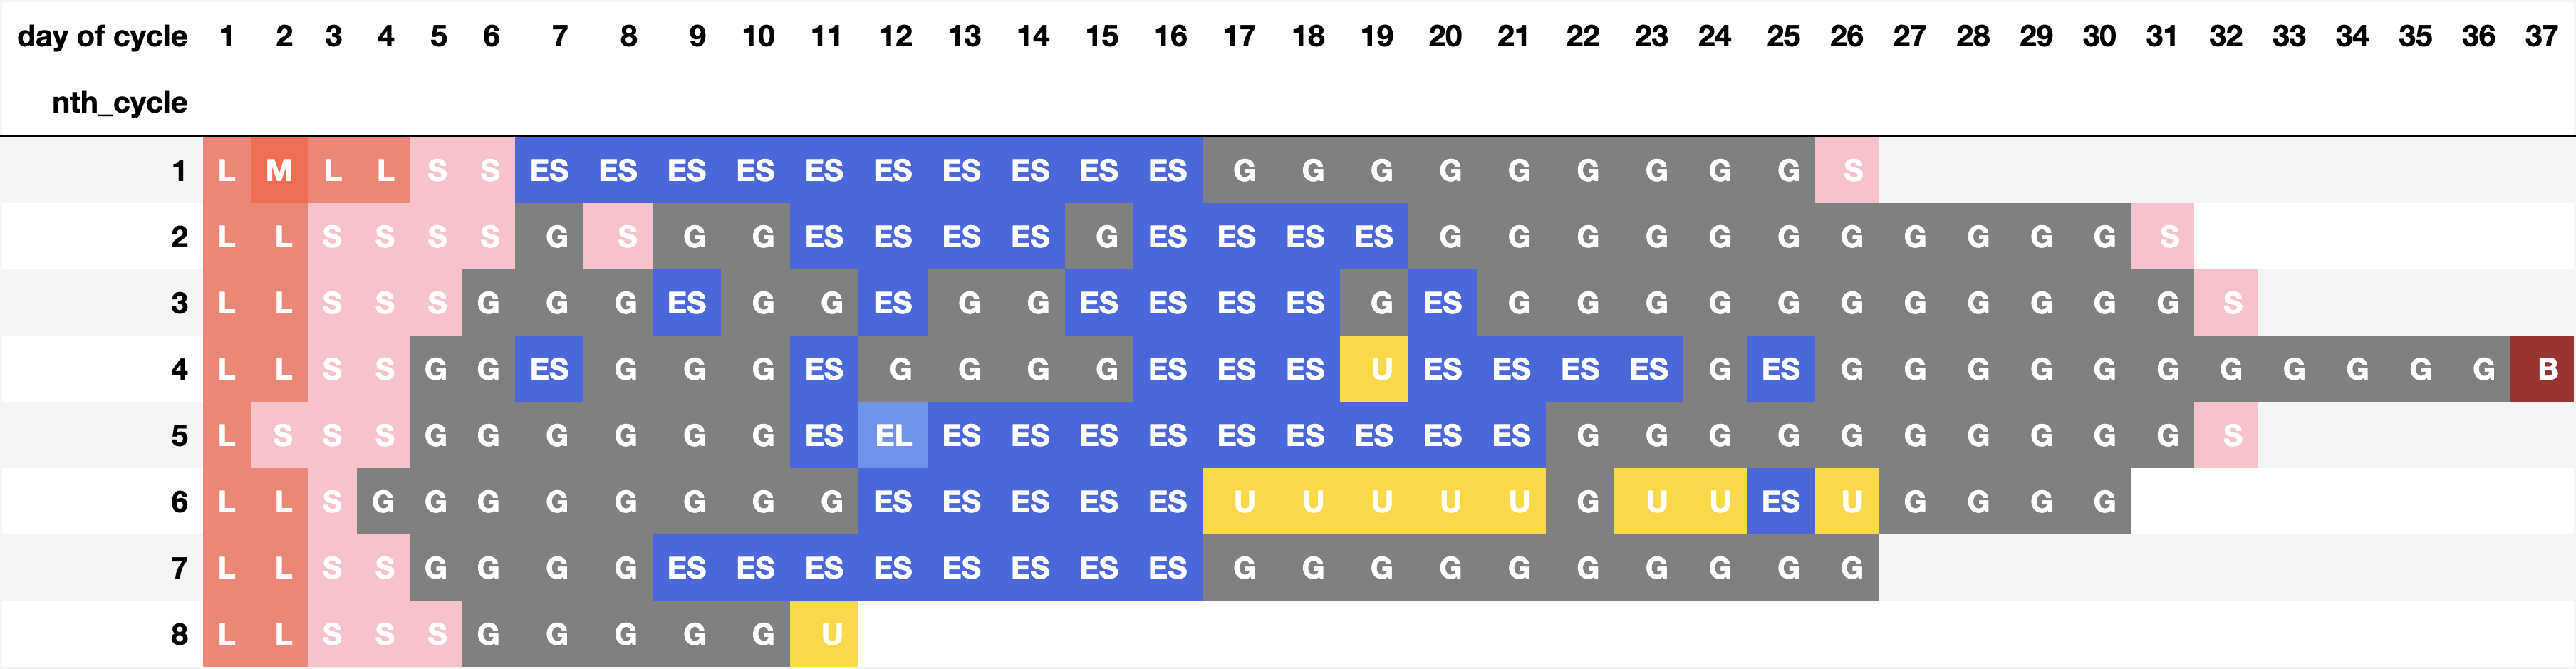 day of cycle 1 2 3 4 5 6 7 8 9 10 11 12 13 14 15 16 17 18 19 20 21 22 23 24 25 26 27 28 29 30 31 32 33 34 35 36 37
nth_cycle
1 L M L L S S ES ES ES ES ES ES ES ES ES ES G G G G G G G G G S
2 L L S S S S G S G G ES ES ES ES G ES ES ES ES G G G G G G G G G G G S
3 L L S S S G G G ES G G ES G G ES ES ES ES G ES G G G G G G G G G G G S
4 L L S S G G ES G G G ES G G G G ES ES ES U ES ES ES ES G ES G G G G G G G G G G G B
5 L S S S G G G G G G ES EL ES ES ES ES ES ES ES ES ES G G G G G G G G G G S
6 L L S G G G G G G G G ES ES ES ES ES U U U U U G U U ES U G G G G
7 L L S S G G G G ES ES ES ES ES ES ES ES G G G G G G G G G G
8 L L S S S G G G G G U